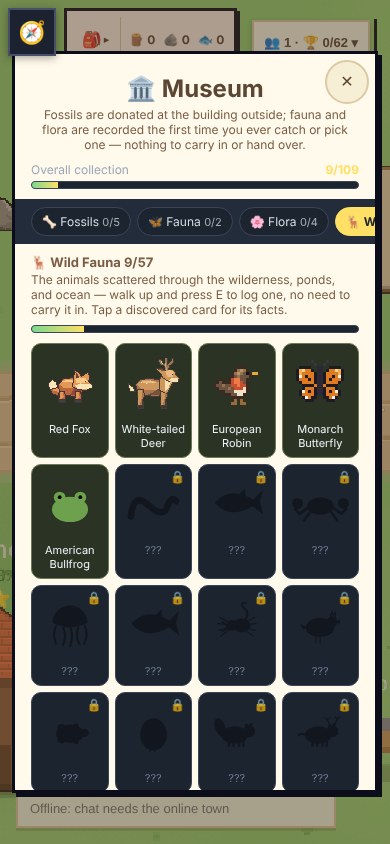 0 0 0
1 · 0/62
Museum
Fossils are donated at the building outside; fauna and
flora are recorded the first time you ever catch or pick
one — nothing to carry in or hand over.
Overall collection 9/109
Fossils 0/5 Fauna 0/2 Flora 0/4 W
Wild Fauna 9/57
The animals scattered through the wilderness, ponds,
and ocean — walk up and press E to log one, no need to
carry it in. Tap a discovered card for its facts.
Red Fox
White-tailed
Deer
European
Robin
Monarch
Butterfly
American
Bullfrog
???
???
???
???
???
???
???
???
???
???
???
Offline: chat needs the online town